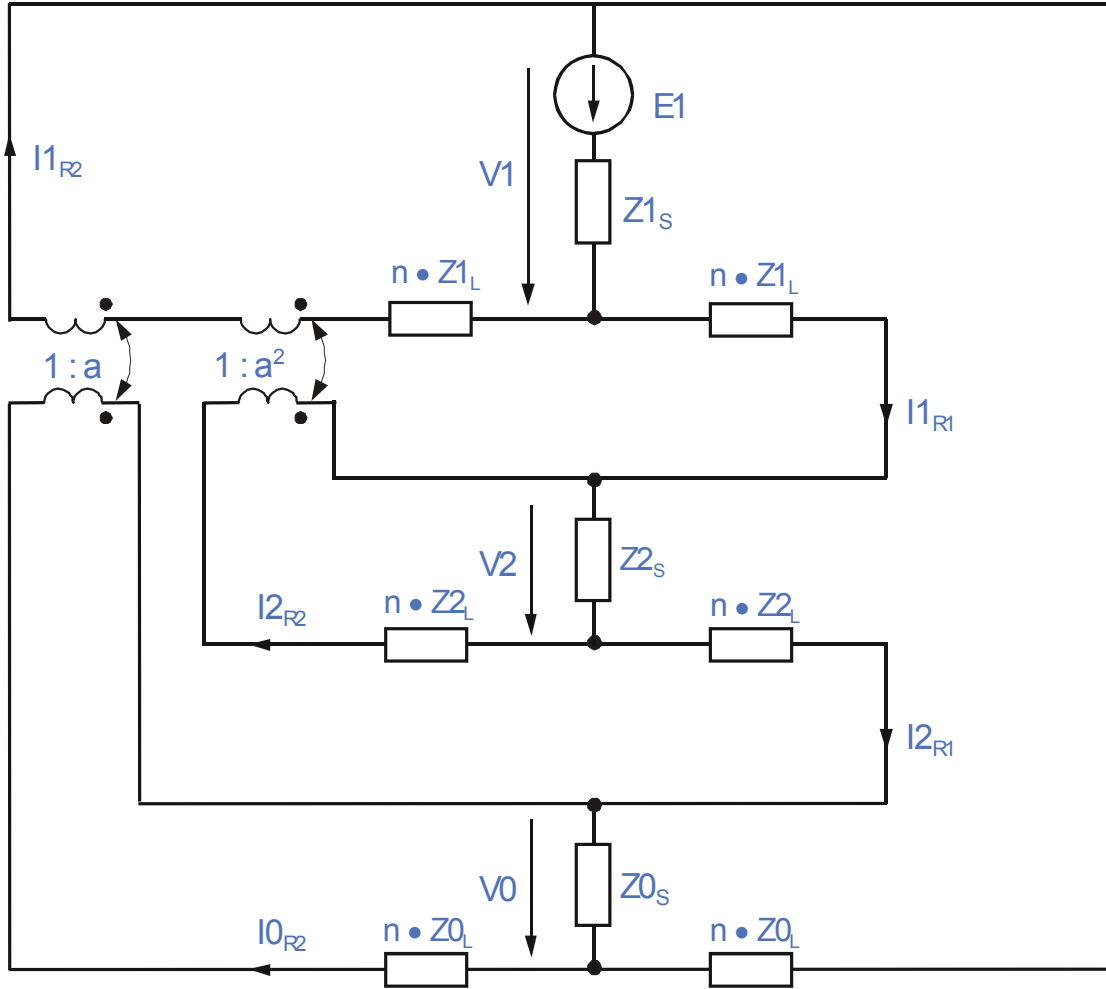 E1
I1R2
V1
Z1S
n • Z1L
n • Z1L
1 : a
1 : a²
I1R1
V2
Z2S
n • Z2L
n • Z2L
I2R2
I2R1
V0
Z0S
n • Z0L
n • Z0L
I0R2